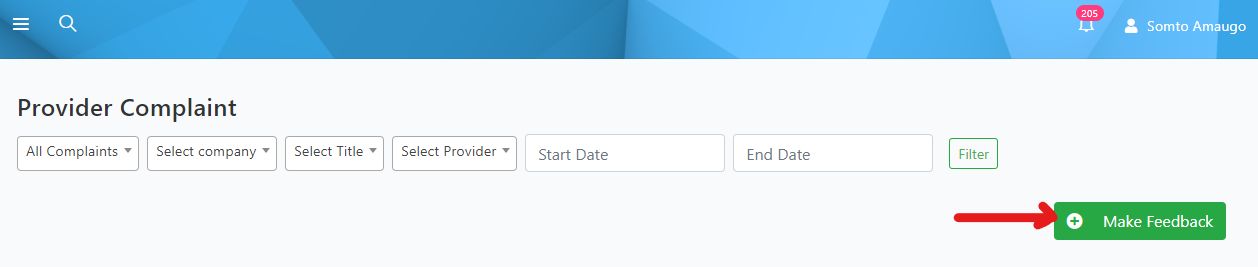 205
Somto Amaugo
Provider Complaint
All Complaints Select company Select Title Select Provider Start Date End Date Filter
Make Feedback